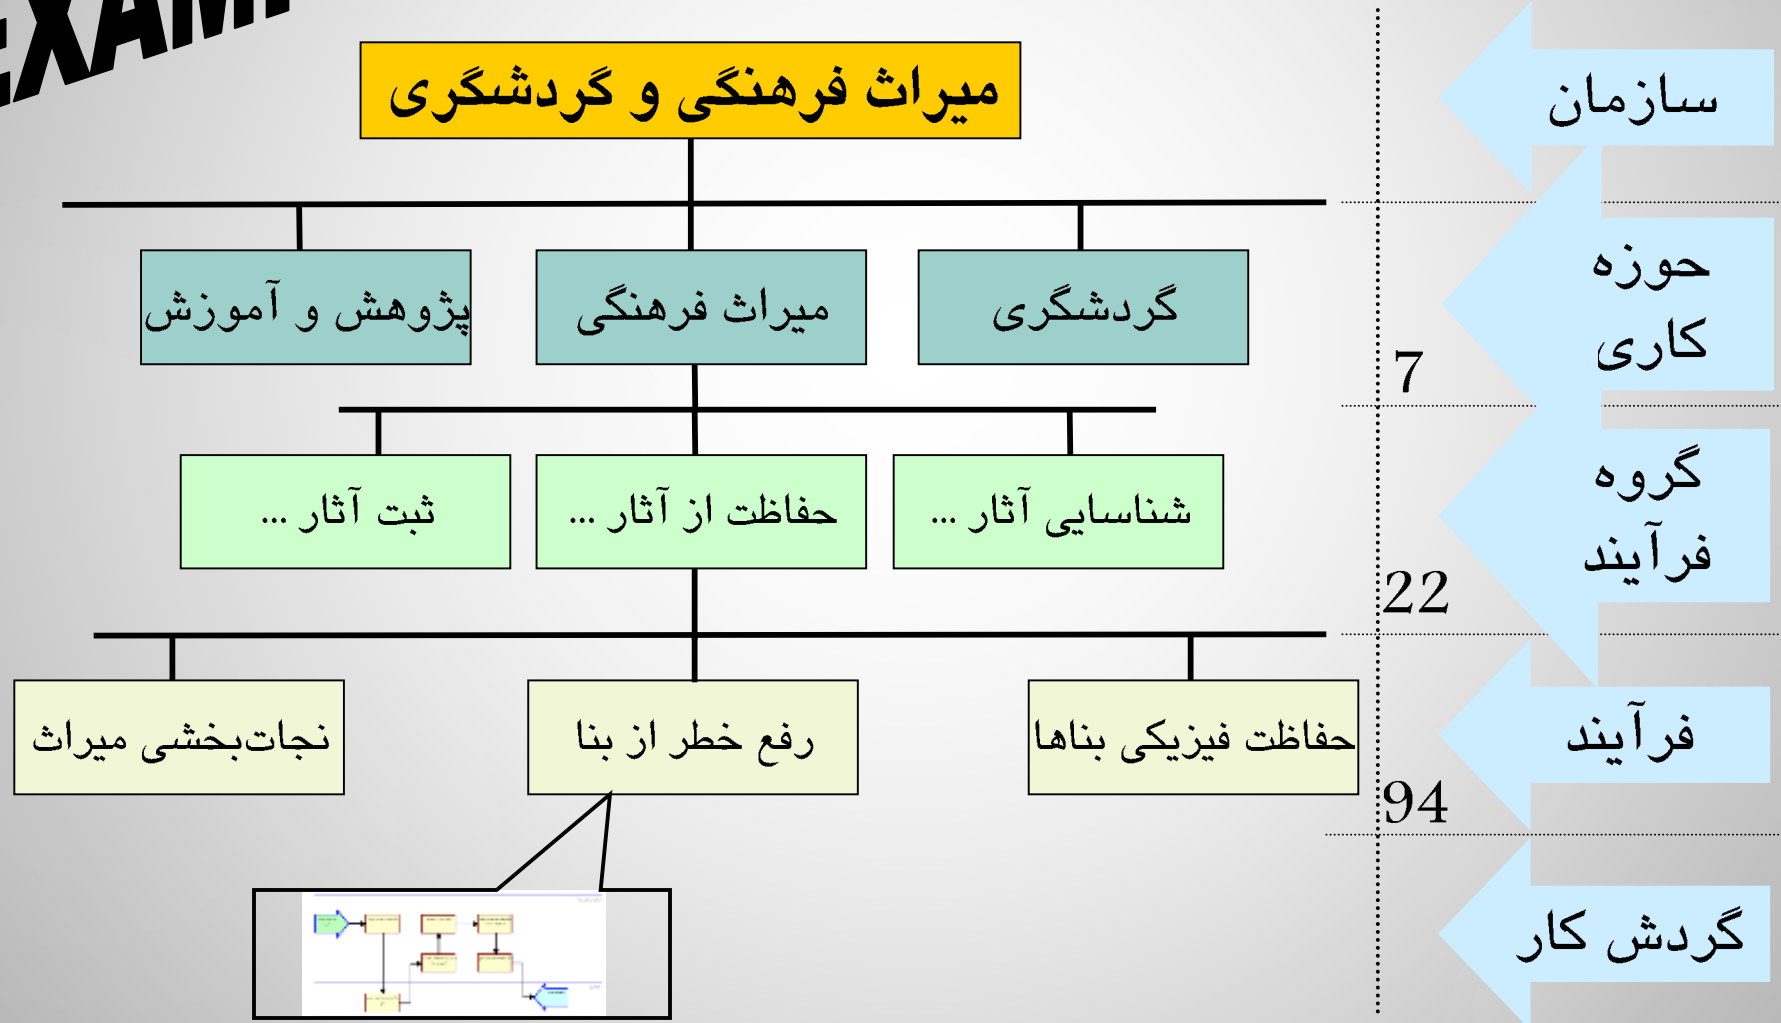 میراث فرهنگی و گردشگری
سازمان
گردشگری
میراث فرهنگی
پژوهش و آموزش
حوزه
کاری
7
شناسایی آثار ...
حفاظت از آثار ...
ثبت آثار ...
گروه
فرآیند
22
حفاظت فیزیکی بناها
رفع خطر از بنا
نجات‌بخشی میراث
فرآیند
94
گردش کار